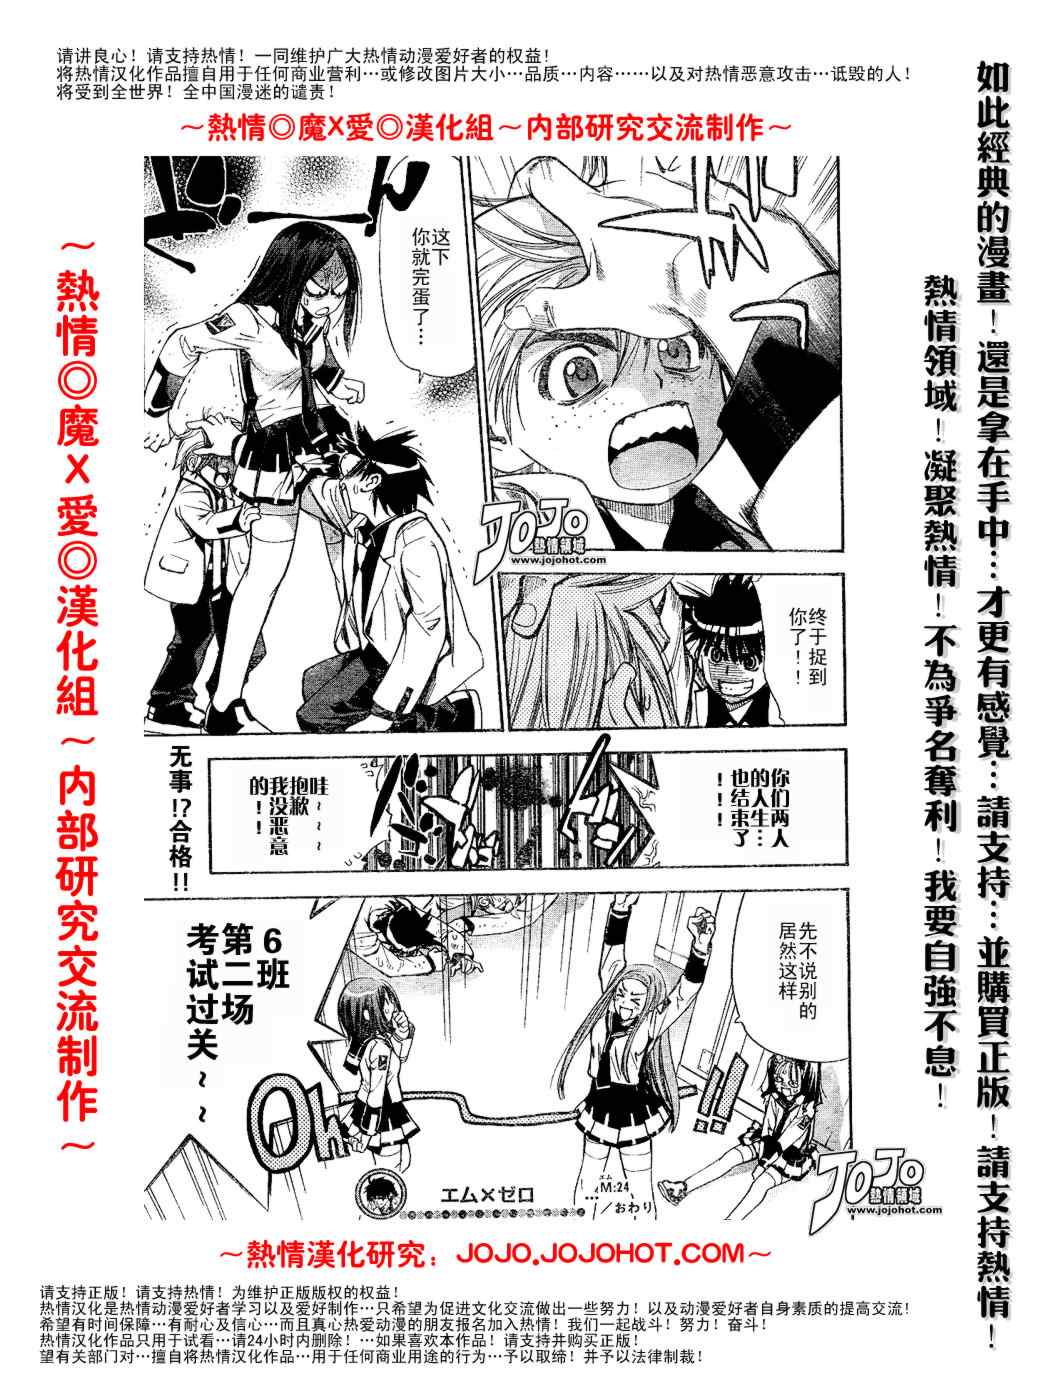 请讲良心！请支持热情！一同维护广大热情动漫爱好者的权益！
将热情汉化作品擅自用于任何商业营利…或修改图片大小…品质…内容……以及对热情恶意攻击…诋毁的人！
将受到全世界！全中国漫迷的谴责！
～熱情◎魔X愛◎漢化組～内部研究交流制作～
如此經典的漫畫！還是拿在手中…才更有感覺…請支持…並購買正版！請支持熱情！
熱情領域！凝聚熱情！不為爭名奪利！我要自強不息！
～熱情◎魔X愛◎漢化組～内部研究交流制作～
这下
你就完蛋了…
JOJO
熱情領域
www.jojohot.com
终于捉到
你了！！
你们两人
的人生…
也结束了
！！！
哇~~~
抱歉
我没恶意
的！！
无事!?合格!!
先不说别的
居然这样
!!
6班
第二场
考试过关~~
Oh
エム×ゼロ
エム
M:24
…／おわり
JOJO
熱情領域
www.jojohot.com
～熱情漢化研究：JOJO.JOJOHOT.COM～
请支持正版！请支持热情！为维护正版版权的权益！
热情汉化是热情动漫爱好者学习以及爱好制作…只希望为促进文化交流做出一些努力！以及动漫爱好者自身素质的提高交流！
希望有时间保障…有耐心及信心…而且真心热爱动漫的朋友报名加入热情！我们一起战斗！努力！奋斗！
热情汉化作品只用于试看…请24小时内删除！…如果喜欢本作品！请支持并购买正版！
望有关部门对…擅自将热情汉化作品…用于任何商业用途的行为…予以取缔！并予以法律制裁！